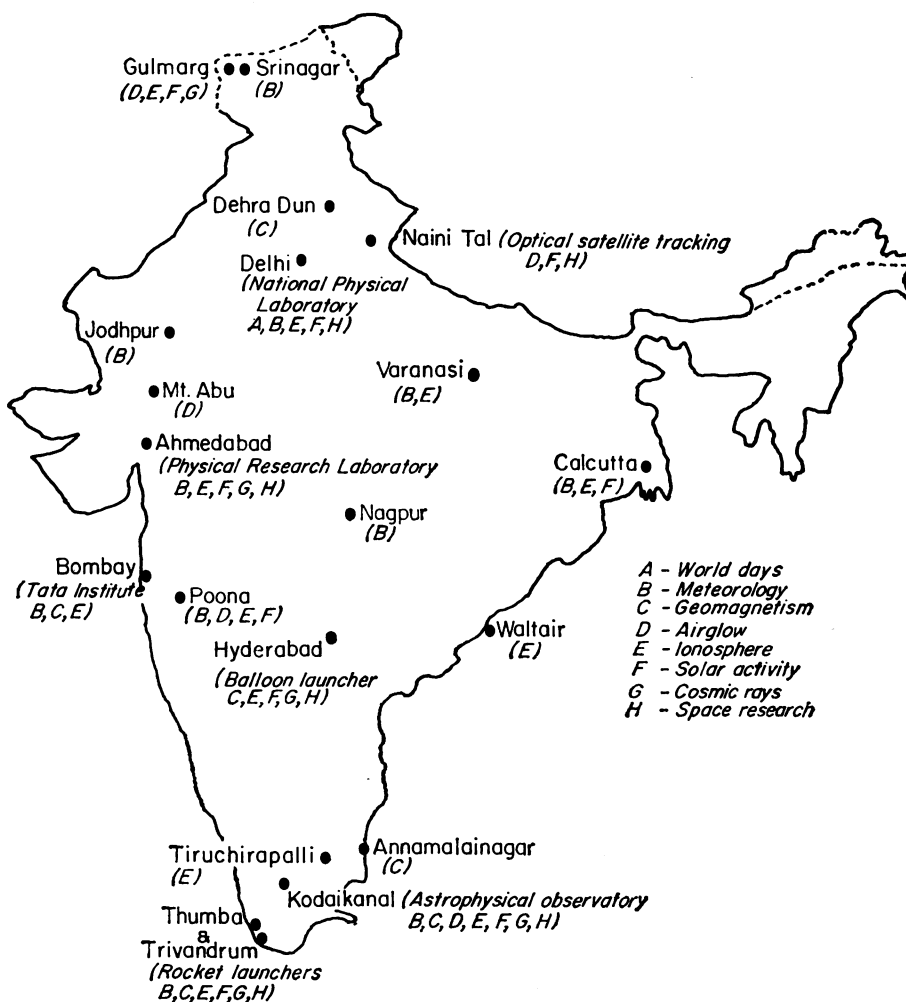 Gulmarg
(D,E,F,G)
Srinagar
(B)
Dehra Dun
(C)
Naini Tal (Optical satellite tracking
D,F,H)
Delhi
(National Physical
Laboratory
A,B,E,F,H)
Jodhpur
(B)
Varanasi
(B,E)
Mt. Abu
(D)
Ahmedabad
(Physical Research Laboratory
B,E,F,G,H)
Calcutta
(B,E,F)
Nagpur
(B)
Bombay
(Tata Institute
B,C,E)
Poona
(B,D,E,F)
Hyderabad
(Balloon launcher
C,E,F,G,H)
Waltair
(E)
A - World days
B - Meteorology
C - Geomagnetism
D - Airglow
E - Ionosphere
F - Solar activity
G - Cosmic rays
H - Space research
Tiruchirapalli
(E)
Annamalainagar
(C)
Kodaikanal (Astrophysical observatory
B,C,D,E,F,G,H)
Thumba
&
Trivandrum
(Rocket launchers
B,C,E,F,G,H)